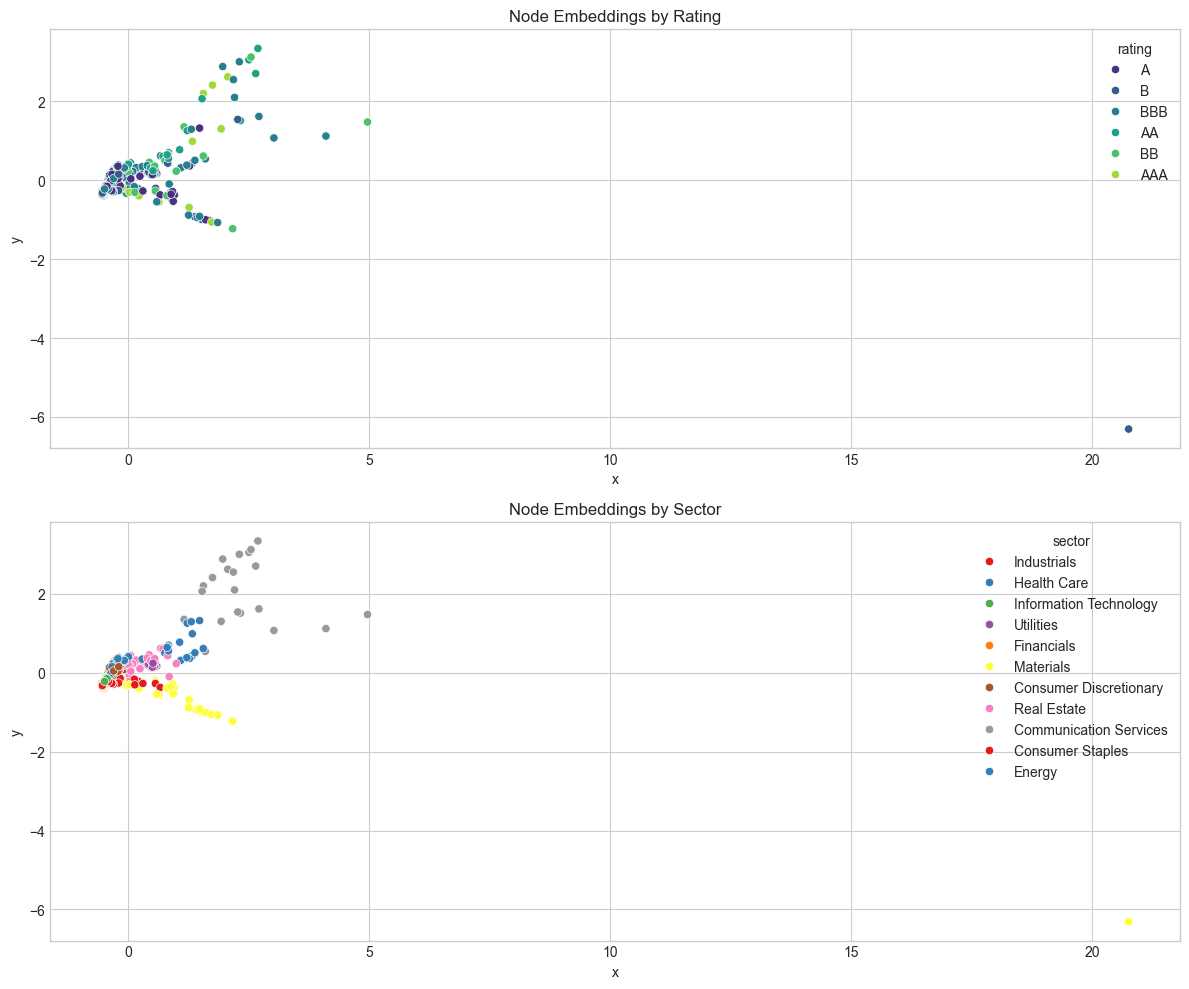 Node Embeddings by Rating
rating
A
B
BBB
AA
BB
AAA
y
2
0
−2
−4
−6
0
5
10
15
20
x
Node Embeddings by Sector
sector
Industrials
Health Care
Information Technology
Utilities
Financials
Materials
Consumer Discretionary
Real Estate
Communication Services
Consumer Staples
Energy
y
2
0
−2
−4
−6
0
5
10
15
20
x